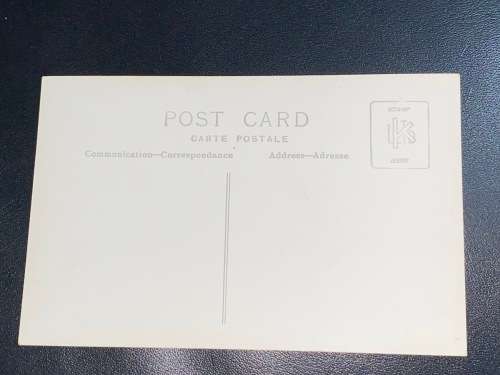 POST CARD
CARTE POSTALE
Communication—Correspondance Address—Adresse